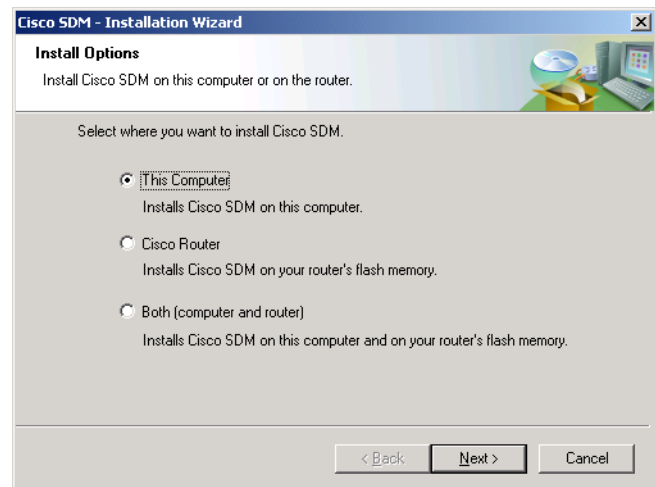 Cisco SDM - Installation Wizard
Install Options
Install Cisco SDM on this computer or on the router.
Select where you want to install Cisco SDM.
This Computer
Installs Cisco SDM on this computer.
Cisco Router
Installs Cisco SDM on your router's flash memory.
Both (computer and router)
Installs Cisco SDM on this computer and on your router's flash memory.
< Back
Next >
Cancel